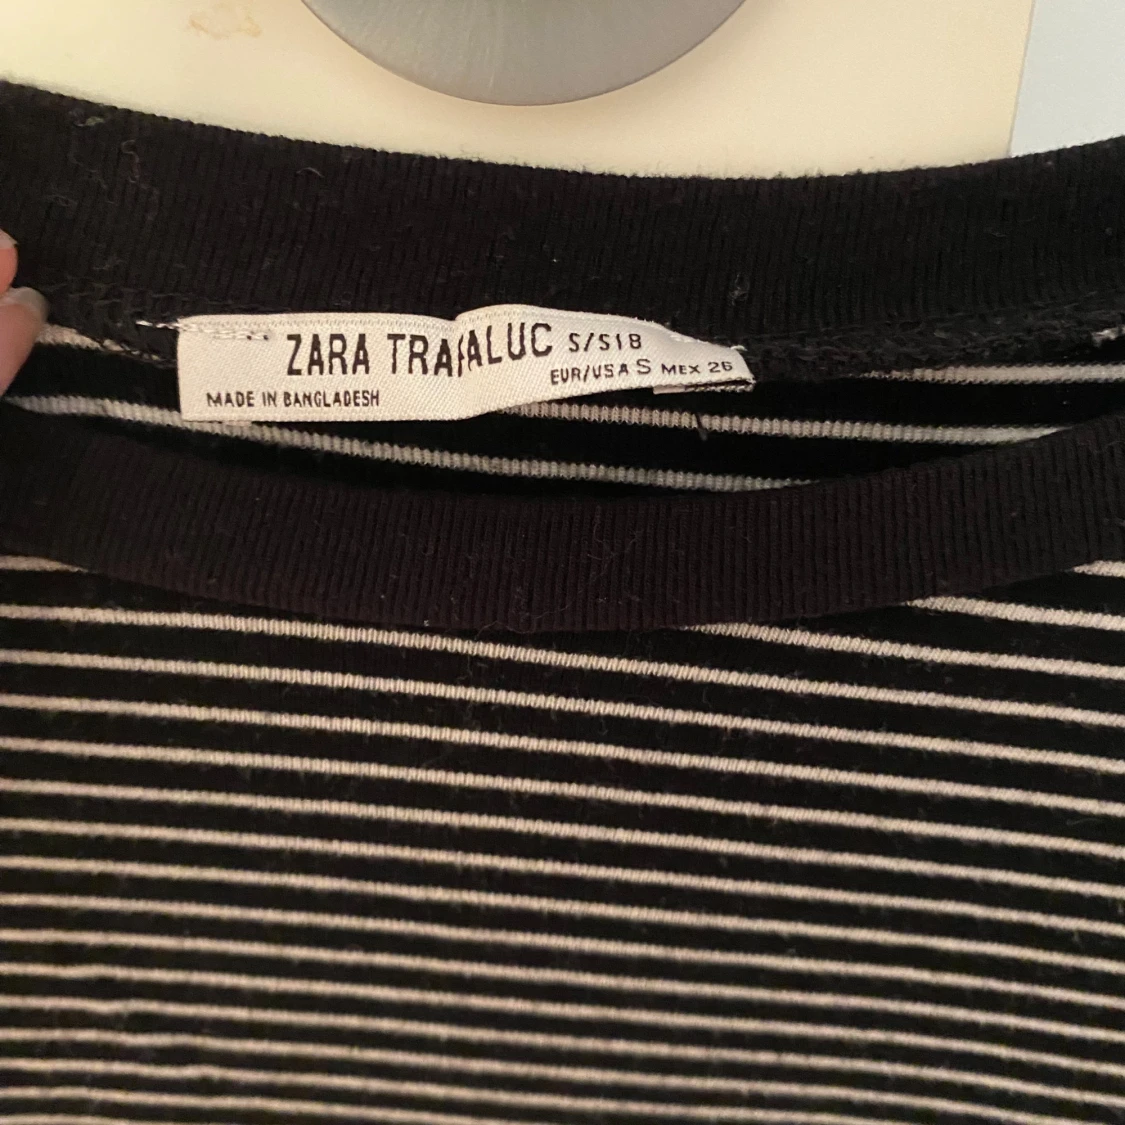 ZARA TRAFALUC S/S18
EUR/USA S MEX 26
MADE IN BANGLADESH